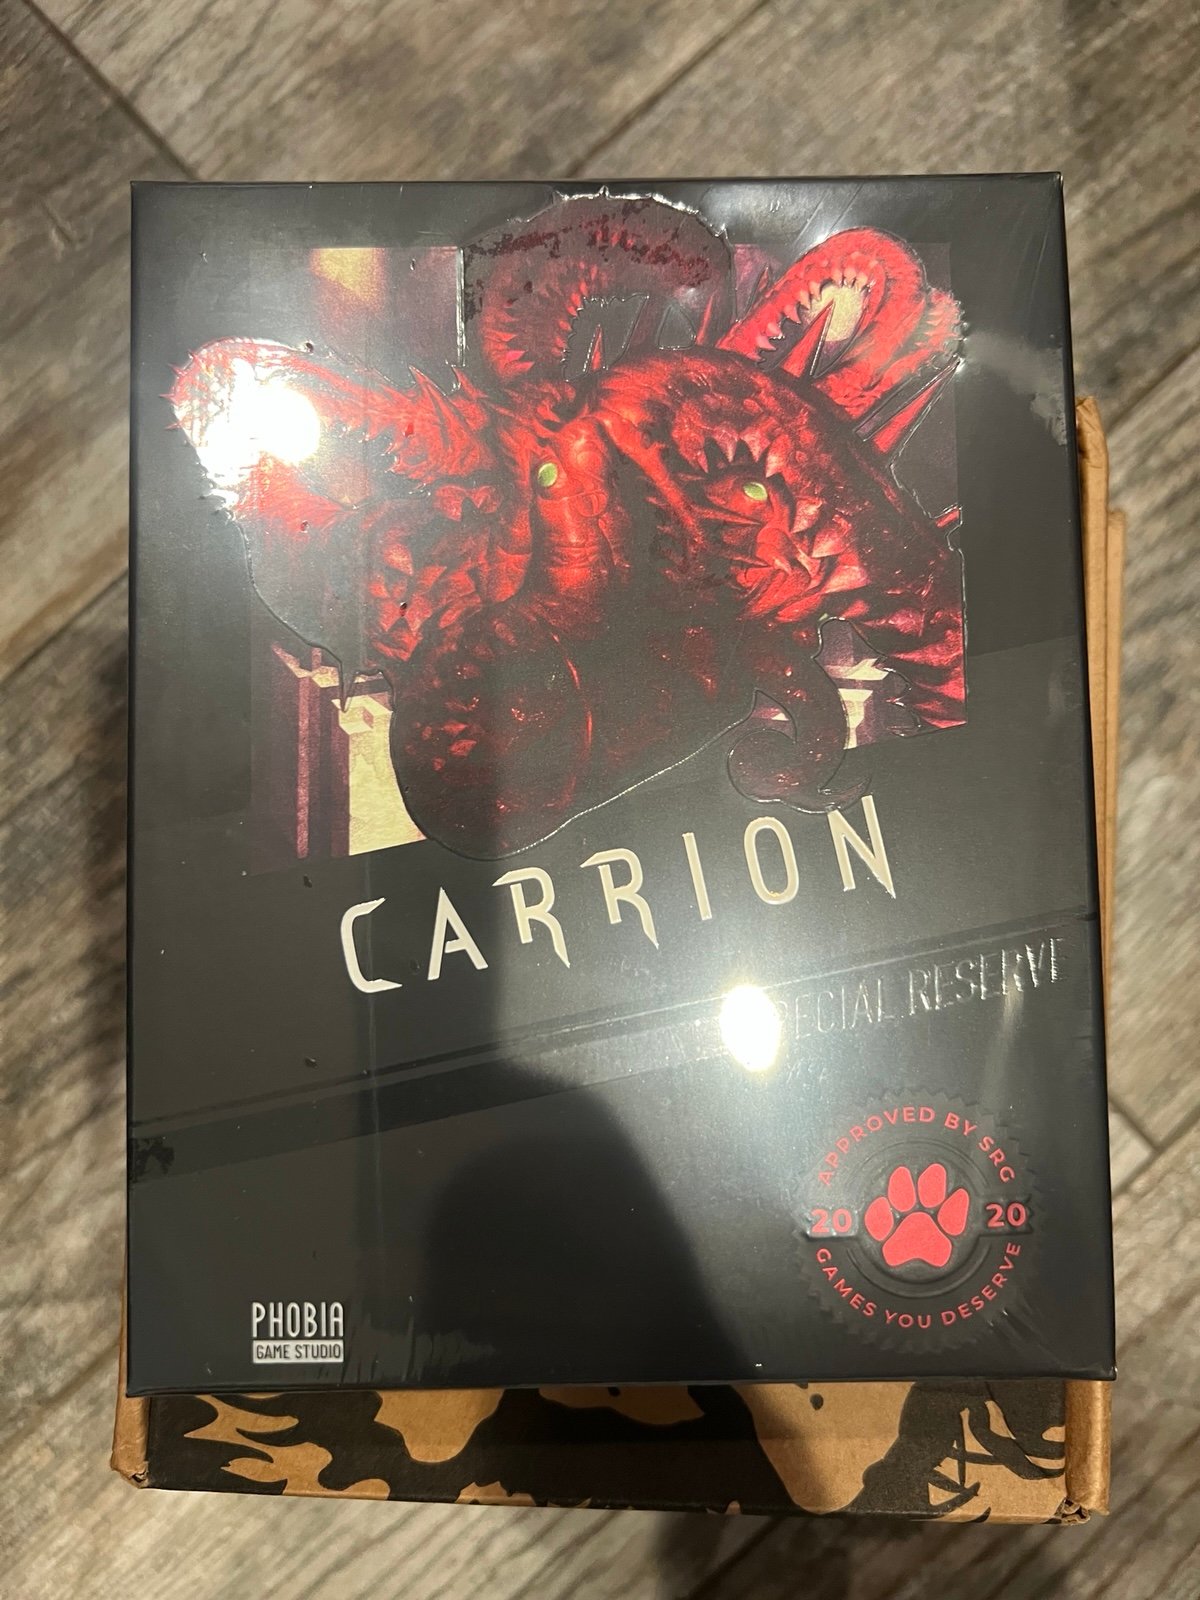 CARRION
SPECIAL RESERVE
APPROVED BY SRG
20 20
GAMES YOU DESERVE
PHOBIA
GAME STUDIO